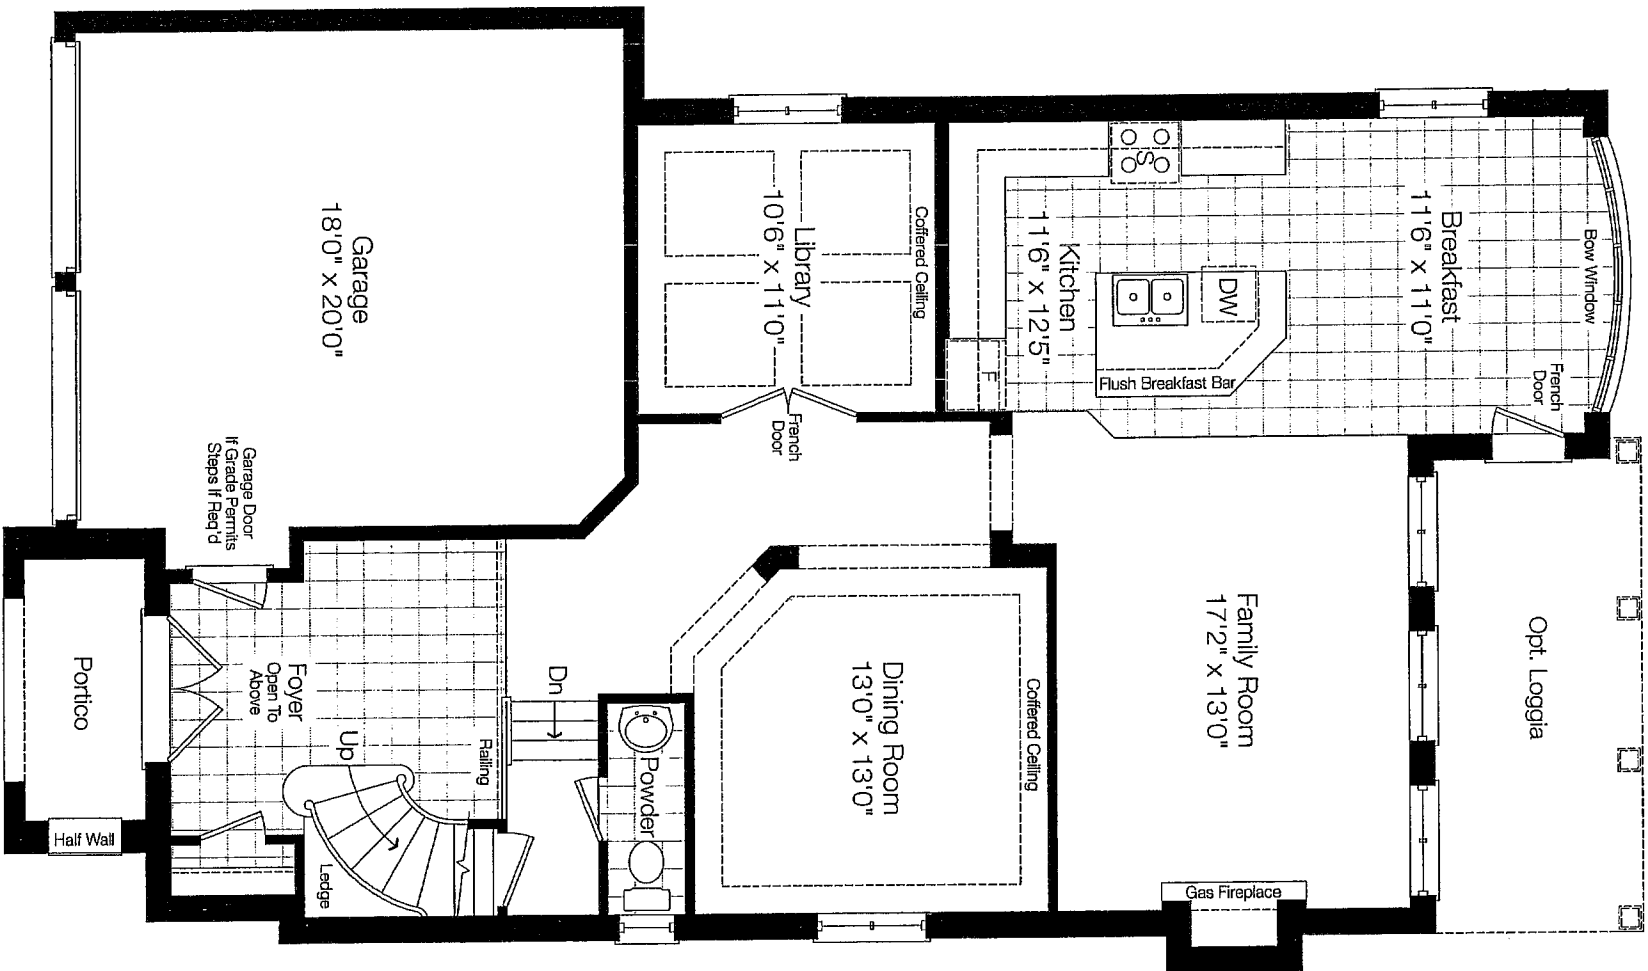 Garage
18'0" x 20'0"
Garage Door
If Grade Permits
Steps If Req'd
Portico
Half Wall
Foyer
Open To
Above
Up
Ledge
Railing
Dn
Powder
Library
10'6" x 11'0"
Coffered Ceiling
French
Door
Dining Room
13'0" x 13'0"
Coffered Ceiling
Kitchen
11'6" x 12'5"
S
F
DW
Flush Breakfast Bar
Breakfast
11'6" x 11'0"
Bow Window
French
Door
Family Room
17'2" x 13'0"
Gas Fireplace
Opt. Loggia